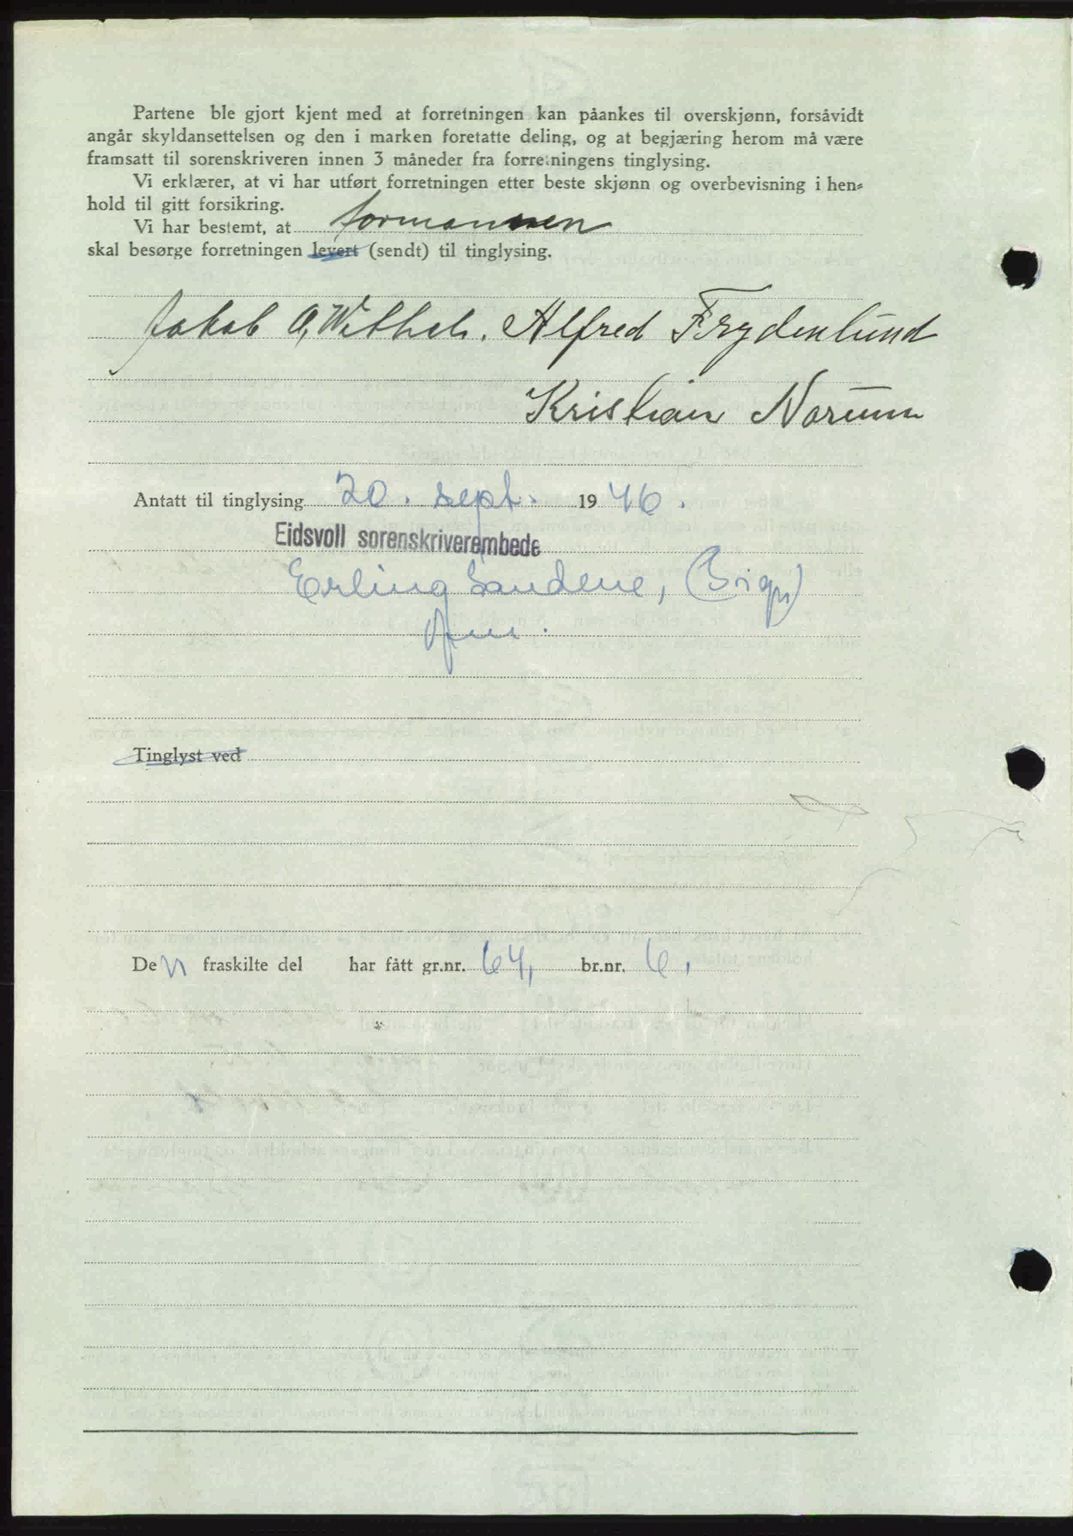 Partene ble gjort kjent med at forretningen kan påankes til overskjønn, forsåvidt
angår skyldansettelsen og den i marken foretatte deling, og at begjæring herom må være
framsatt til sorenskriveren innen 3 måneder fra forretningens tinglysing.
Vi erklærer, at vi har utført forretningen etter beste skjønn og overbevisning i hen-
hold til gitt forsikring.
Vi har bestemt, at formannen
skal besørge forretningen levert (sendt) til tinglysing.
Jakob A, Alfred Frydenlund
Kristian Norum
Antatt til tinglysing 20. sept. 1946.
Eidsvoll sorenskriverembede
Erling Sandene, (sign)
fm.
Tinglyst ved
Den fraskilte del har fått gr.nr. 64, br.nr. 6,